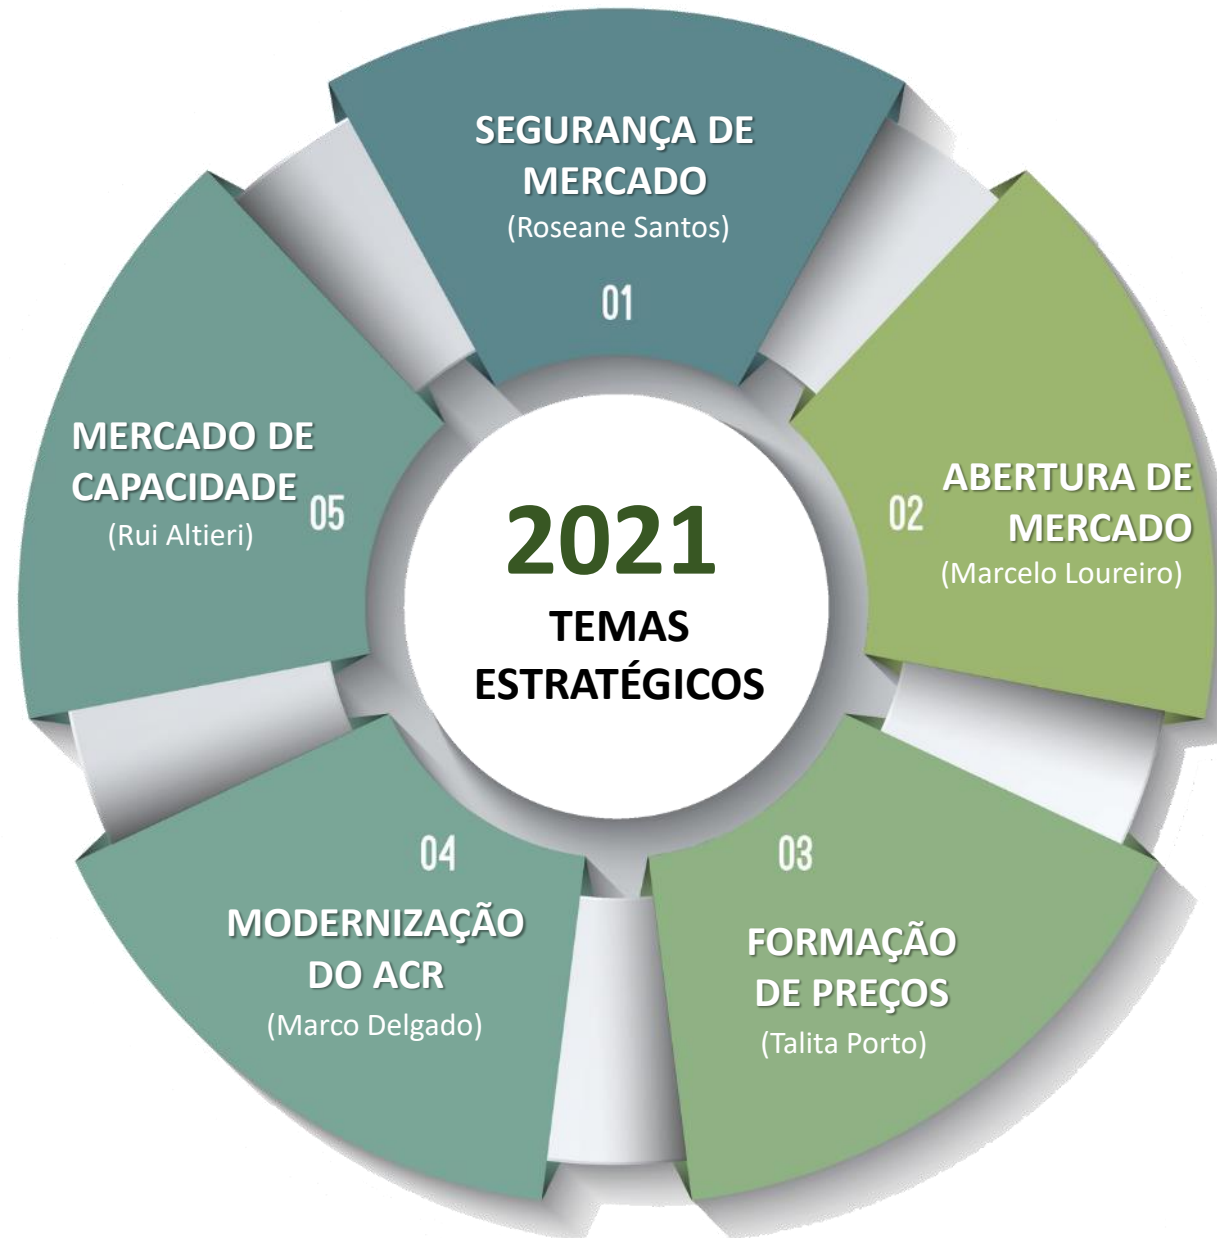 2021
TEMAS
ESTRATÉGICOS
SEGURANÇA DE
MERCADO
(Roseane Santos)
01
02
ABERTURA DE
MERCADO
(Marcelo Loureiro)
03
FORMAÇÃO
DE PREÇOS
(Talita Porto)
04
MODERNIZAÇÃO
DO ACR
(Marco Delgado)
MERCADO DE
CAPACIDADE
(Rui Altieri)
05